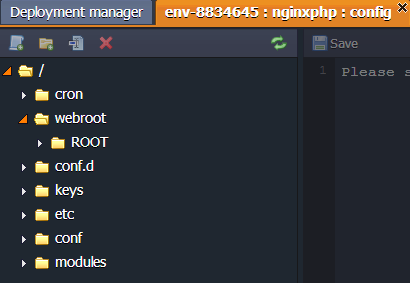 Deployment manager
env-8834645 : nginxphp : config
Save
/
cron
webroot
ROOT
conf.d
keys
etc
conf
modules
1 Please